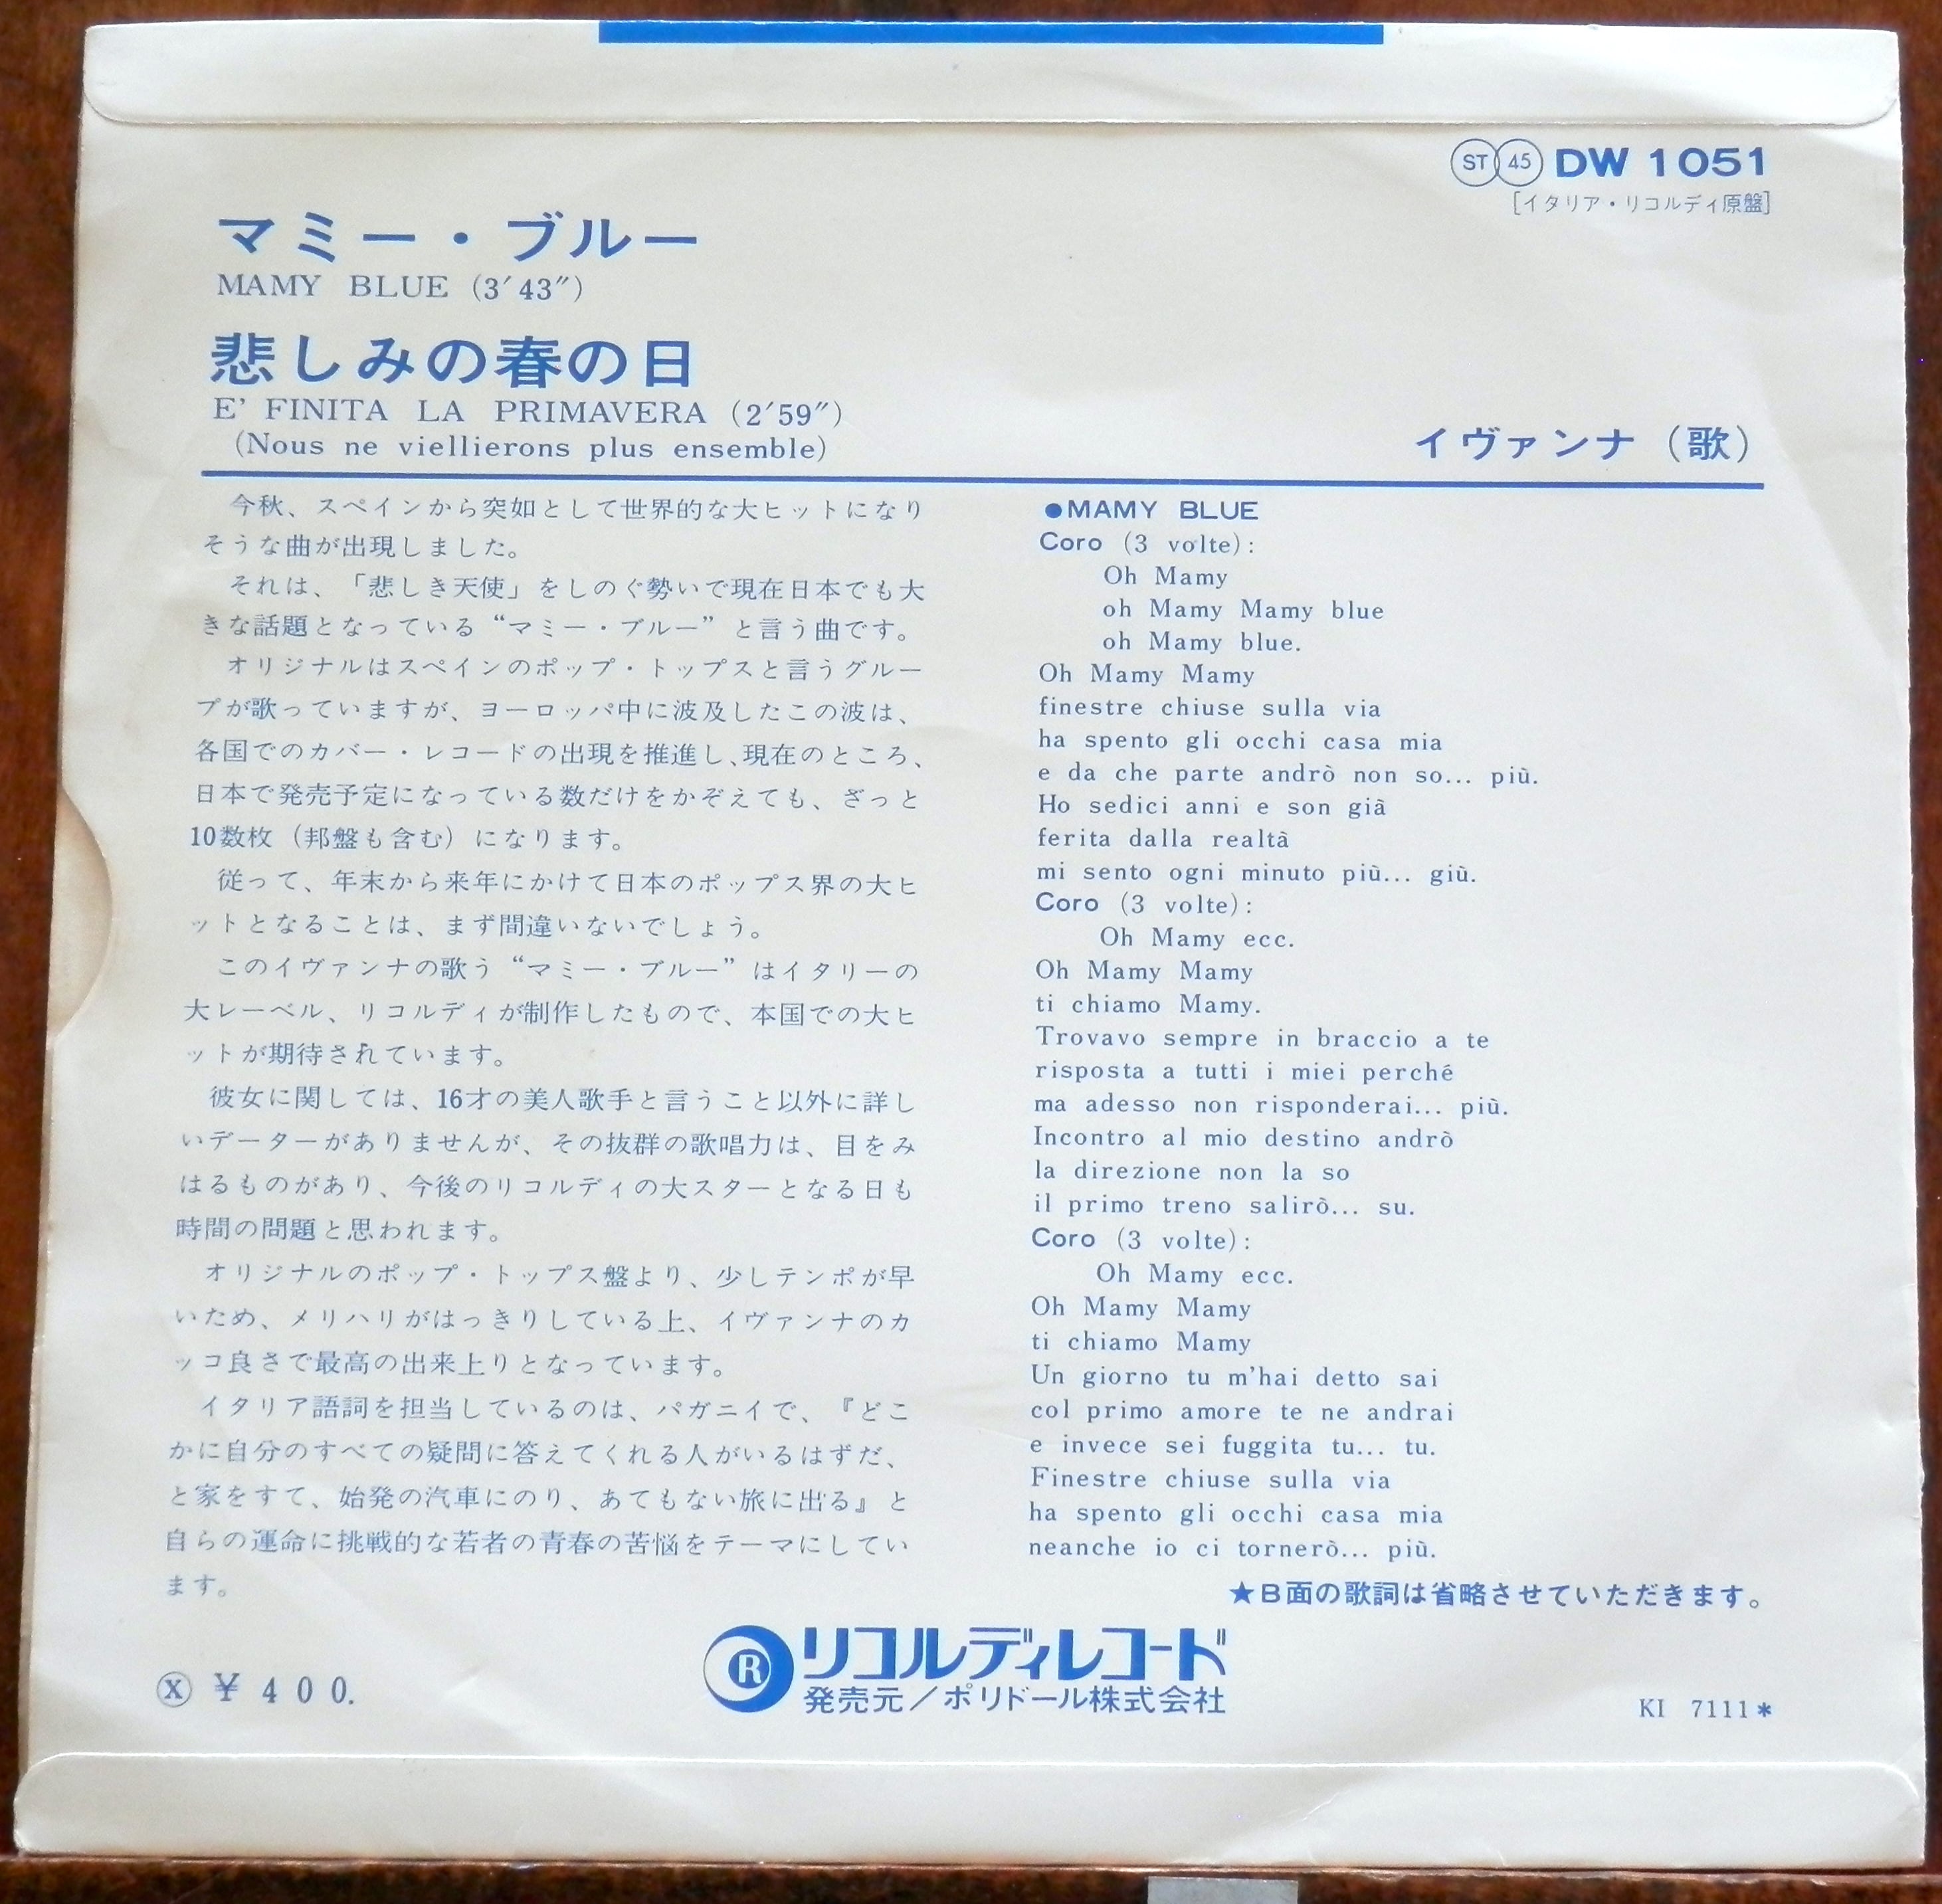 ST 45 DW 1051
[イタリア・リコルディ原盤]
マミー・ブルー
MAMY BLUE (3′43″)
悲しみの春の日
E’ FINITA LA PRIMAVERA (2′59″)
(Nous ne viellierons plus ensemble)
イヴァンナ（歌）
今秋、スペインから突如として世界的な大ヒットになり
そうな曲が出現しました。
それは、「悲しき天使」をしのぐ勢いで現在日本でも大
きな話題となっている“マミー・ブルー”と言う曲です。
オリジナルはスペインのポップ・トップスと言うグルー
プが歌っていますが、ヨーロッパ中に波及したこの波は、
各国でのカバー・レコードの出現を推進し、現在のところ、
日本で発売予定になっている数だけをかぞえても、ざっと
10数枚（邦盤も含む）になります。
従って、年末から来年にかけて日本のポップス界の大ヒ
ットとなることは、まず間違いないでしょう。
このイヴァンナの歌う“マミー・ブルー”はイタリーの
大レーベル、リコルディが制作したもので、本国での大ヒ
ットが期待されています。
彼女に関しては、16才の美人歌手と言うこと以外に詳し
いデーターがありませんが、その抜群の歌唱力は、目をみ
はるものがあり、今後のリコルディの大スターとなる日も
時間の問題と思われます。
オリジナルのポップ・トップス盤より、少しテンポが早
いため、メリハリがはっきりしている上、イヴァンナのカ
ッコ良さで最高の出来上りとなっています。
イタリア語詞を担当しているのは、パガニイで、『どこ
かに自分のすべての疑問に答えてくれる人がいるはずだ、
と家をすて、始発の汽車にのり、あてもない旅に出る』と
自らの運命に挑戦的な若者の青春の苦悩をテーマにしてい
ます。
●MAMY BLUE
Coro (3 volte):
Oh Mamy
oh Mamy Mamy blue
oh Mamy blue.
Oh Mamy Mamy
finestre chiuse sulla via
ha spento gli occhi casa mia
e da che parte andrò non so... più.
Ho sedici anni e son già
ferita dalla realtà
mi sento ogni minuto più... giù.
Coro (3 volte):
Oh Mamy ecc.
Oh Mamy Mamy
ti chiamo Mamy.
Trovavo sempre in braccio a te
risposta a tutti i miei perché
ma adesso non risponderai... più.
Incontro al mio destino andrò
la direzione non la so
il primo treno salirò... su.
Coro (3 volte):
Oh Mamy ecc.
Oh Mamy Mamy
ti chiamo Mamy
Un giorno tu m’hai detto sai
col primo amore te ne andrai
e invece sei fuggita tu... tu.
Finestre chiuse sulla via
ha spento gli occhi casa mia
neanche io ci tornerò... più.
★B面の歌詞は省略させていただきます。
Ⓧ ¥400.
R リコルディレコード
発売元／ポリドール株式会社
KI 7111*